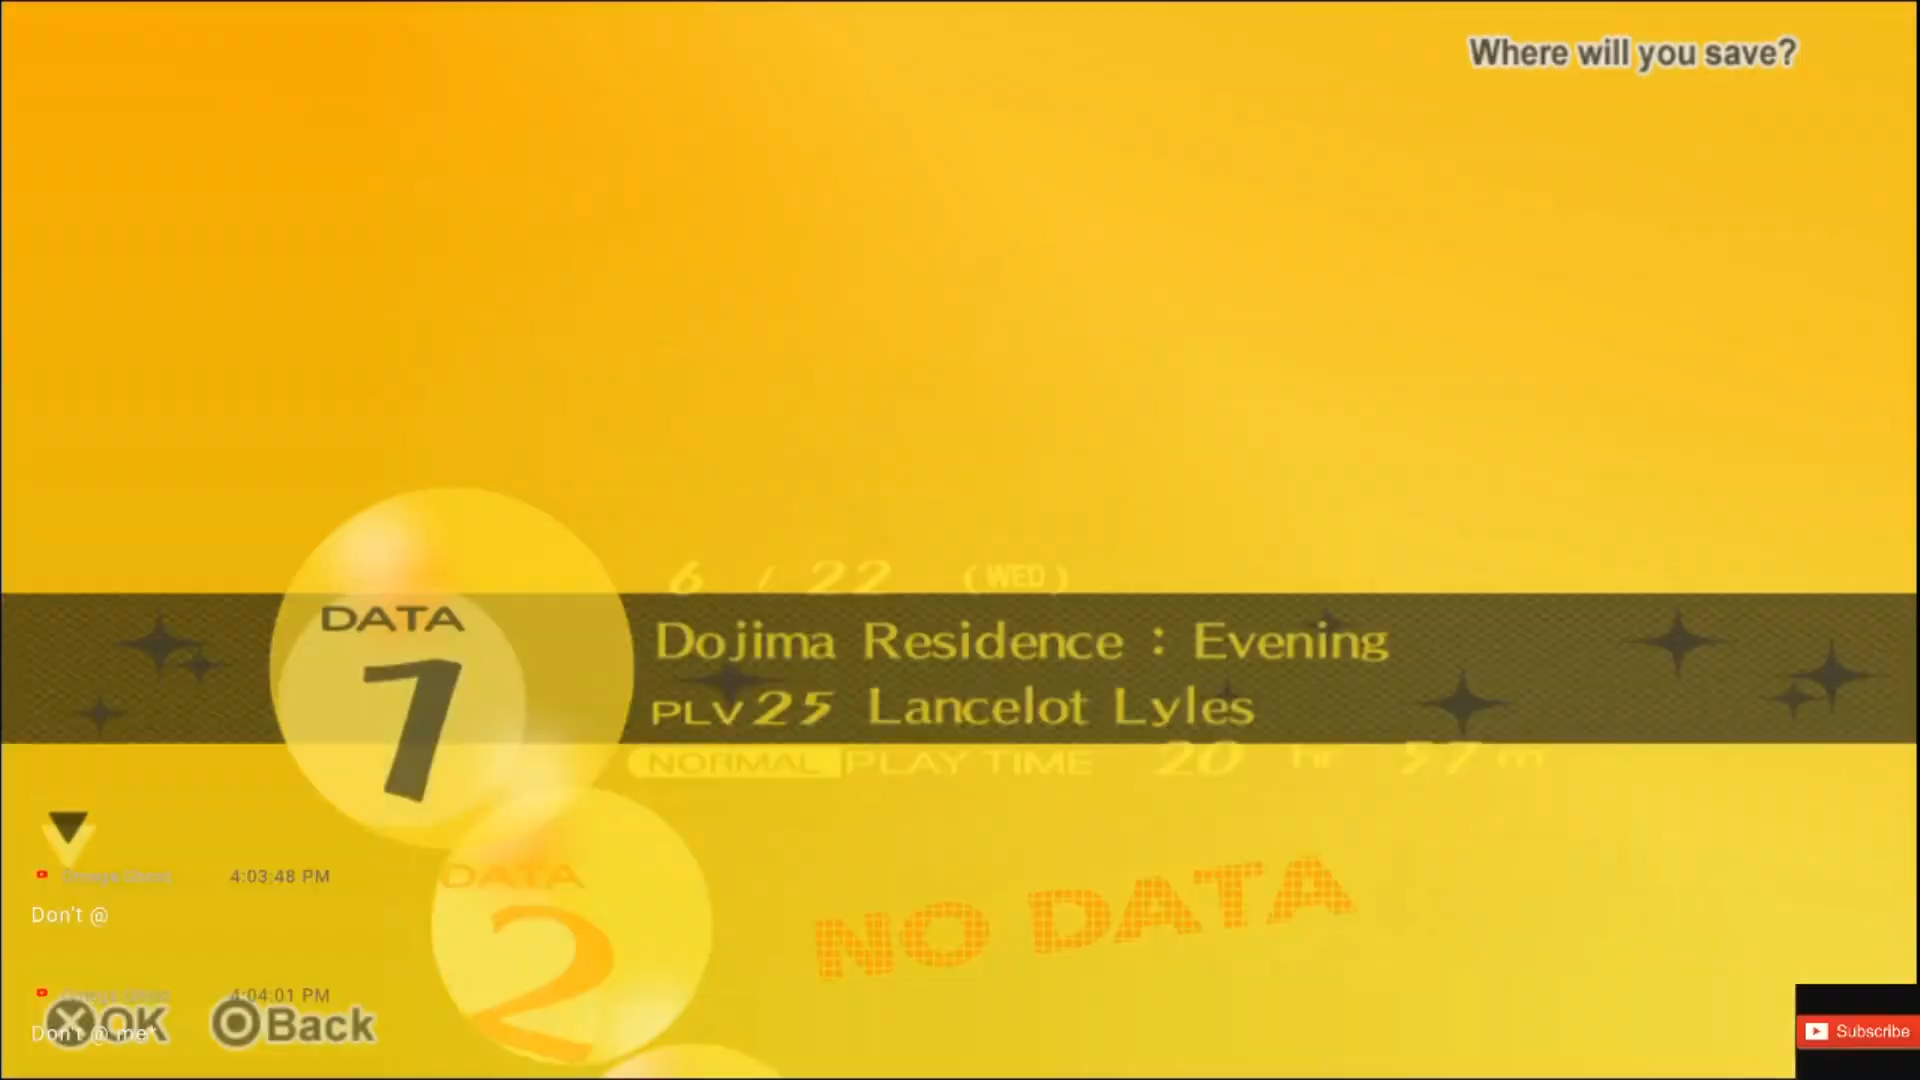 Where will you save?
6 / 22 (WED)
DATA
1
Dojima Residence : Evening
PLV 25 Lancelot Lyles
NORMAL PLAY TIME 20 hr 57 m
DATA
2
NO DATA
4:03:48 PM
Don't @
4:04:01 PM
Don't @ me*
OK Back
Subscribe